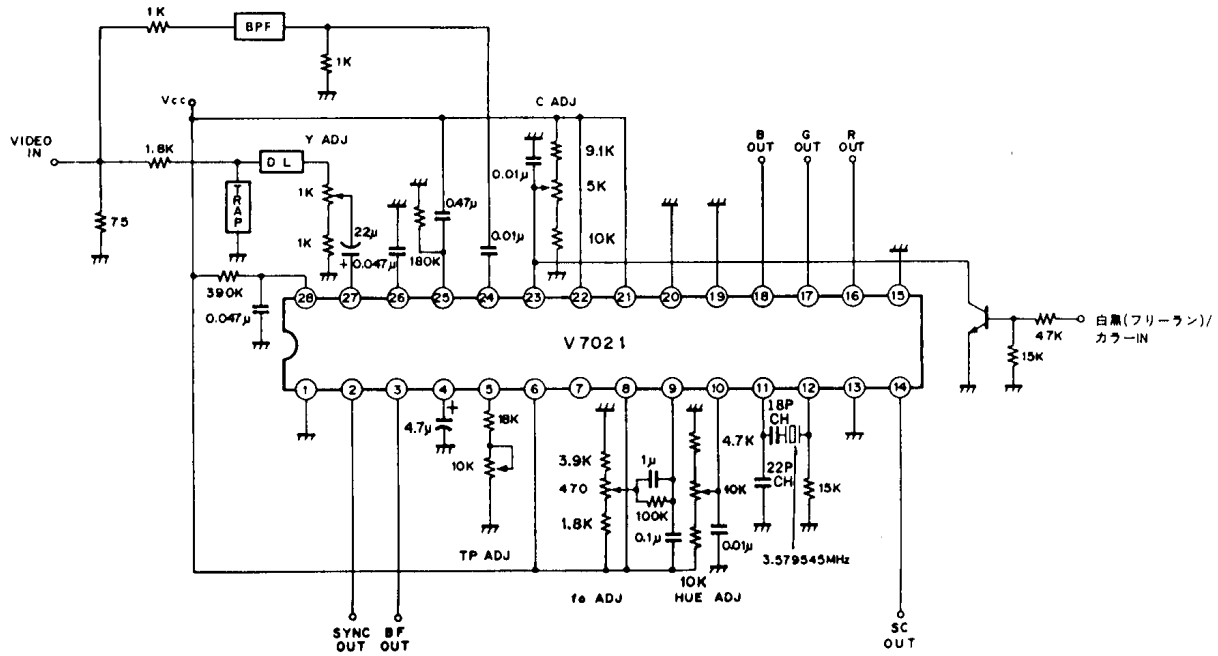 1K
BPF
1K
Vcc
C ADJ
VIDEO
IN
1.8K
DL
Y ADJ
B
OUT
G
OUT
R
OUT
9.1K
0.01μ
5K
10K
1K
0.47μ
TRAP
75
22μ
1K
+
0.047μ
180K
0.01μ
390K
0.047μ
28
27
26
25
24
23
22
21
20
19
18
17
16
15
V7021
47K
15K
白黒(フリーラン)/
カラーIN
1
2
3
4
5
6
7
8
9
10
11
12
13
14
+
4.7μ
18K
10K
3.9K
470
1.8K
1μ
100K
0.1μ
4.7K
10K
10K
0.01μ
18P
CH
22P
CH
15K
3.579545MHz
TP ADJ
fo ADJ
HUE ADJ
SYNC
OUT
BF
OUT
SC
OUT